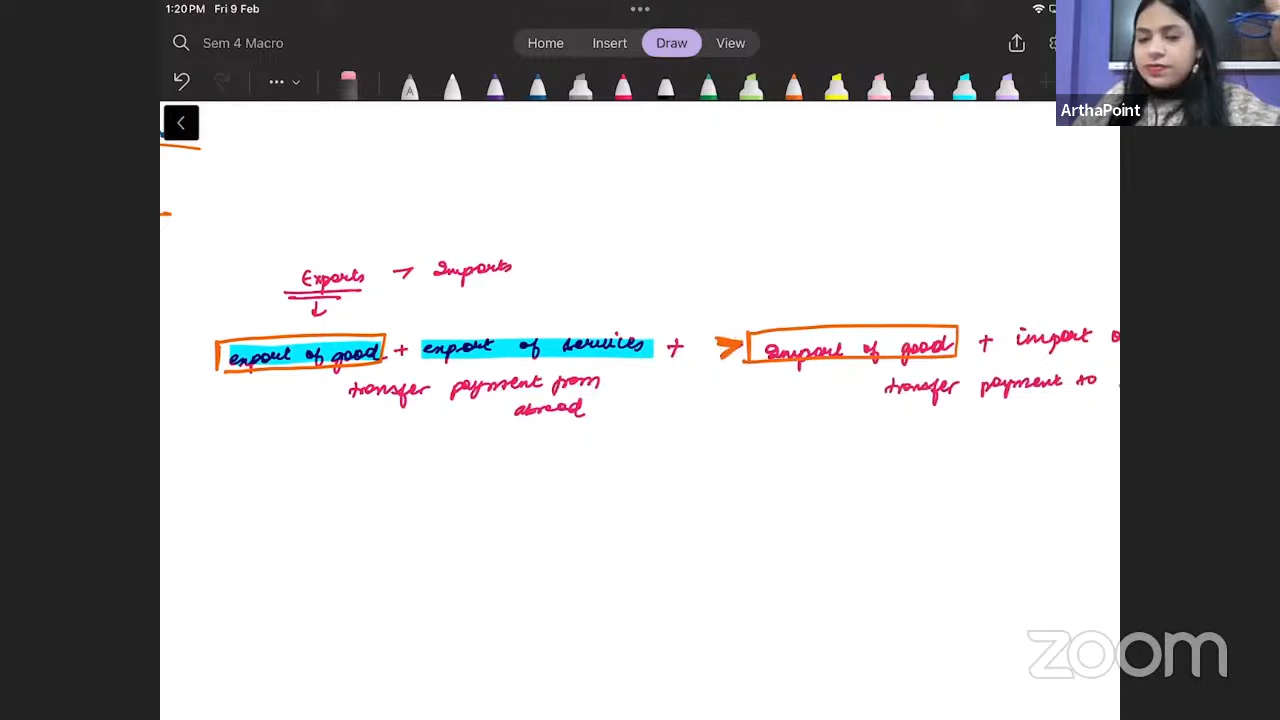 1:20 PM Fri 9 Feb
Sem 4 Macro
Home Insert Draw View
ArthaPoint
Exports > Imports
export of good + export of services + > Import of good + import o
transfer payment from abroad
transfer payment to
zoom